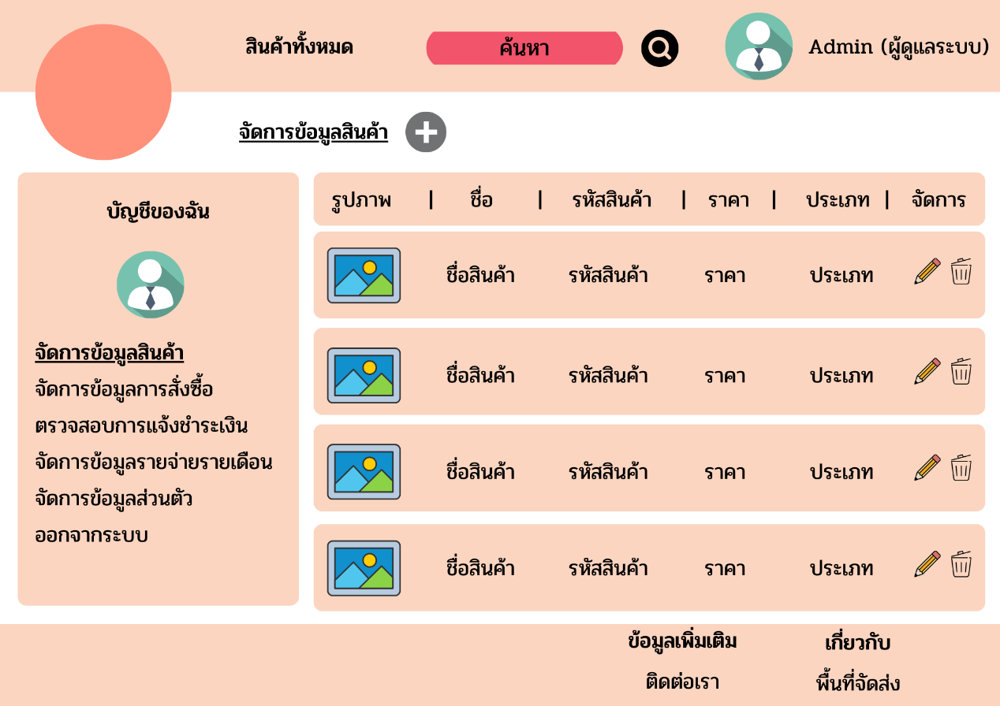 สินค้าทั้งหมด
ค้นหา
Admin (ผู้ดูแลระบบ)
จัดการข้อมูลสินค้า
บัญชีของฉัน
จัดการข้อมูลสินค้า
จัดการข้อมูลการสั่งซื้อ
ตรวจสอบการแจ้งชำระเงิน
จัดการข้อมูลรายจ่ายรายเดือน
จัดการข้อมูลส่วนตัว
ออกจากระบบ
รูปภาพ | ชื่อ | รหัสสินค้า | ราคา | ประเภท | จัดการ
ชื่อสินค้า รหัสสินค้า ราคา ประเภท
ชื่อสินค้า รหัสสินค้า ราคา ประเภท
ชื่อสินค้า รหัสสินค้า ราคา ประเภท
ชื่อสินค้า รหัสสินค้า ราคา ประเภท
ข้อมูลเพิ่มเติม เกี่ยวกับ
ติดต่อเรา พื้นที่จัดส่ง